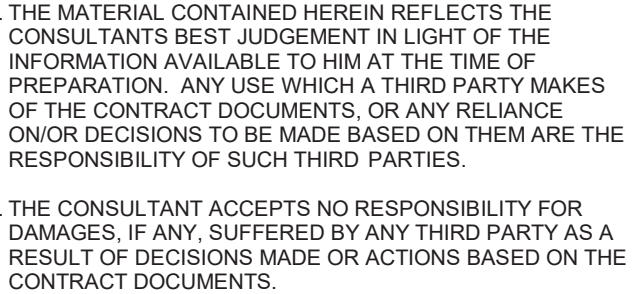 . THE MATERIAL CONTAINED HEREIN REFLECTS THE
CONSULTANTS BEST JUDGEMENT IN LIGHT OF THE
INFORMATION AVAILABLE TO HIM AT THE TIME OF
PREPARATION. ANY USE WHICH A THIRD PARTY MAKES
OF THE CONTRACT DOCUMENTS, OR ANY RELIANCE
ON/OR DECISIONS TO BE MADE BASED ON THEM ARE THE
RESPONSIBILITY OF SUCH THIRD PARTIES.
. THE CONSULTANT ACCEPTS NO RESPONSIBILITY FOR
DAMAGES, IF ANY, SUFFERED BY ANY THIRD PARTY AS A
RESULT OF DECISIONS MADE OR ACTIONS BASED ON THE
CONTRACT DOCUMENTS.